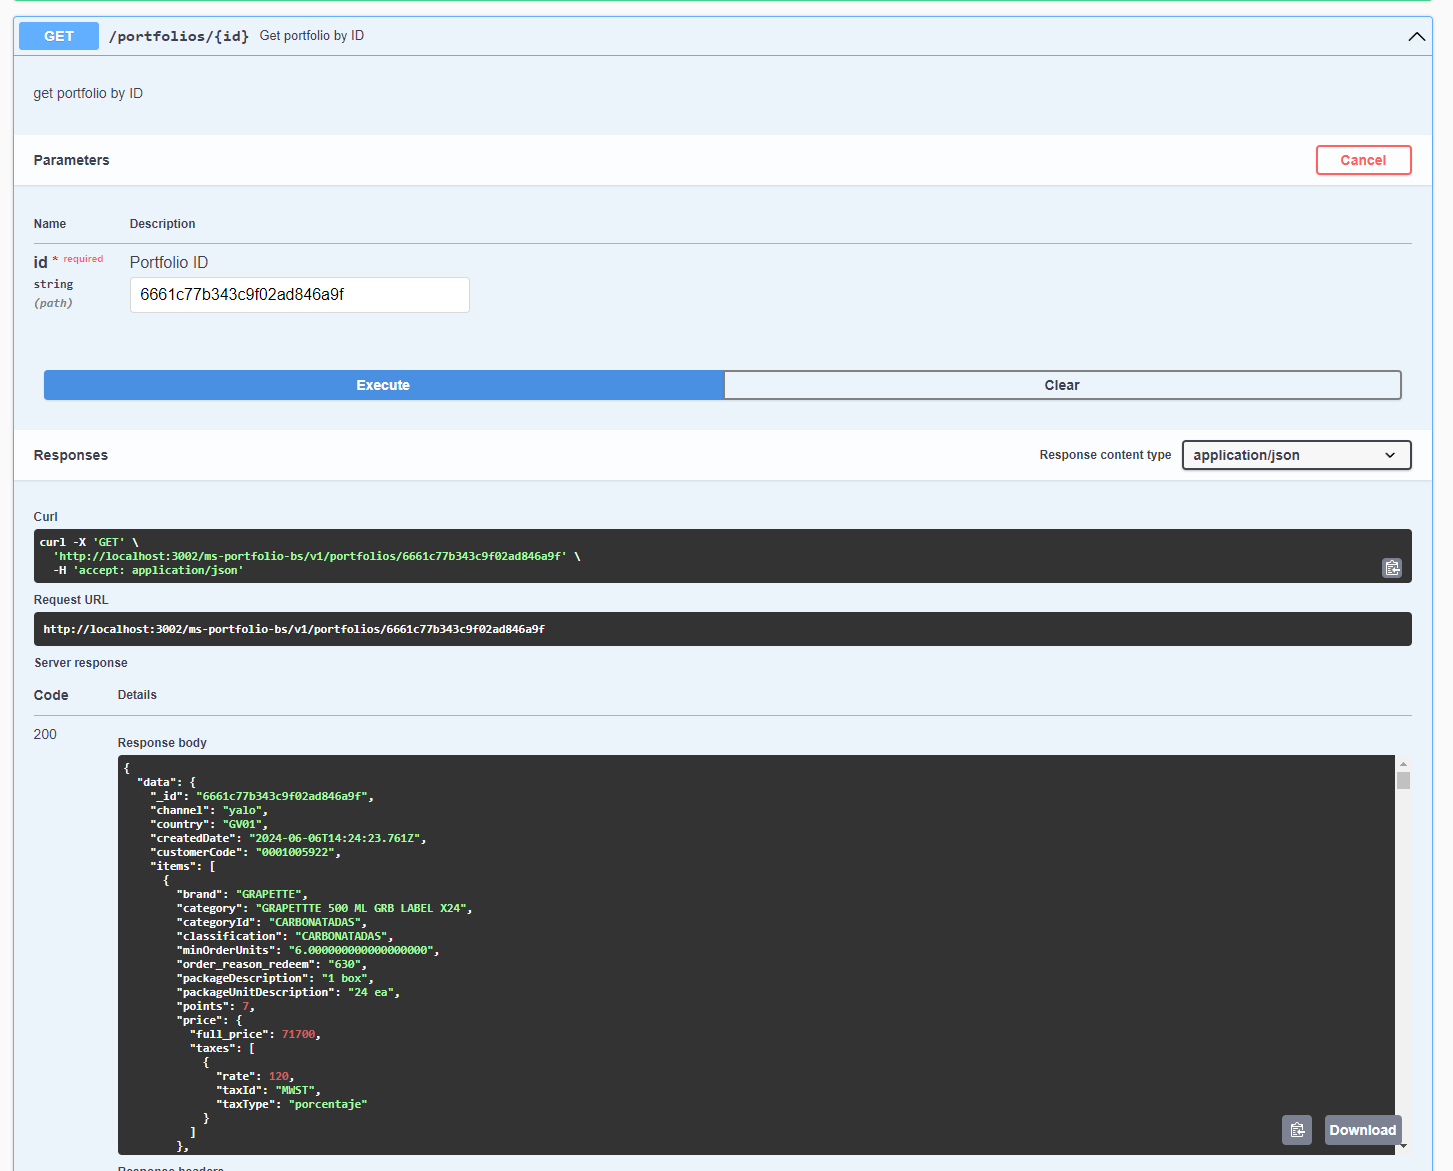 GET /portfolios/{id} Get portfolio by ID
get portfolio by ID
Parameters
Cancel
Name Description
id * required
string
(path)
Portfolio ID
6661c77b343c9f02ad846a9f
Execute Clear
Responses
Response content type application/json
Curl
curl -X 'GET' \
  'http://localhost:3002/ms-portfolio-bs/v1/portfolios/6661c77b343c9f02ad846a9f' \
  -H 'accept: application/json'
Request URL
http://localhost:3002/ms-portfolio-bs/v1/portfolios/6661c77b343c9f02ad846a9f
Server response
Code Details
200
Response body
{
  "data": {
    "_id": "6661c77b343c9f02ad846a9f",
    "channel": "yalo",
    "country": "GV01",
    "createdDate": "2024-06-06T14:24:23.761Z",
    "customerCode": "0001005922",
    "items": [
      {
        "brand": "GRAPETTE",
        "category": "GRAPETTTE 500 ML GRB LABEL X24",
        "categoryId": "CARBONATADAS",
        "classification": "CARBONATADAS",
        "minOrderUnits": "6.000000000000000000",
        "order_reason_redeem": "630",
        "packageDescription": "1 box",
        "packageUnitDescription": "24 ea",
        "points": 7,
        "price": {
          "full_price": 71700,
          "taxes": [
            {
              "rate": 120,
              "taxId": "MWST",
              "taxType": "porcentaje"
            }
          ]
        },
Download
Response headers